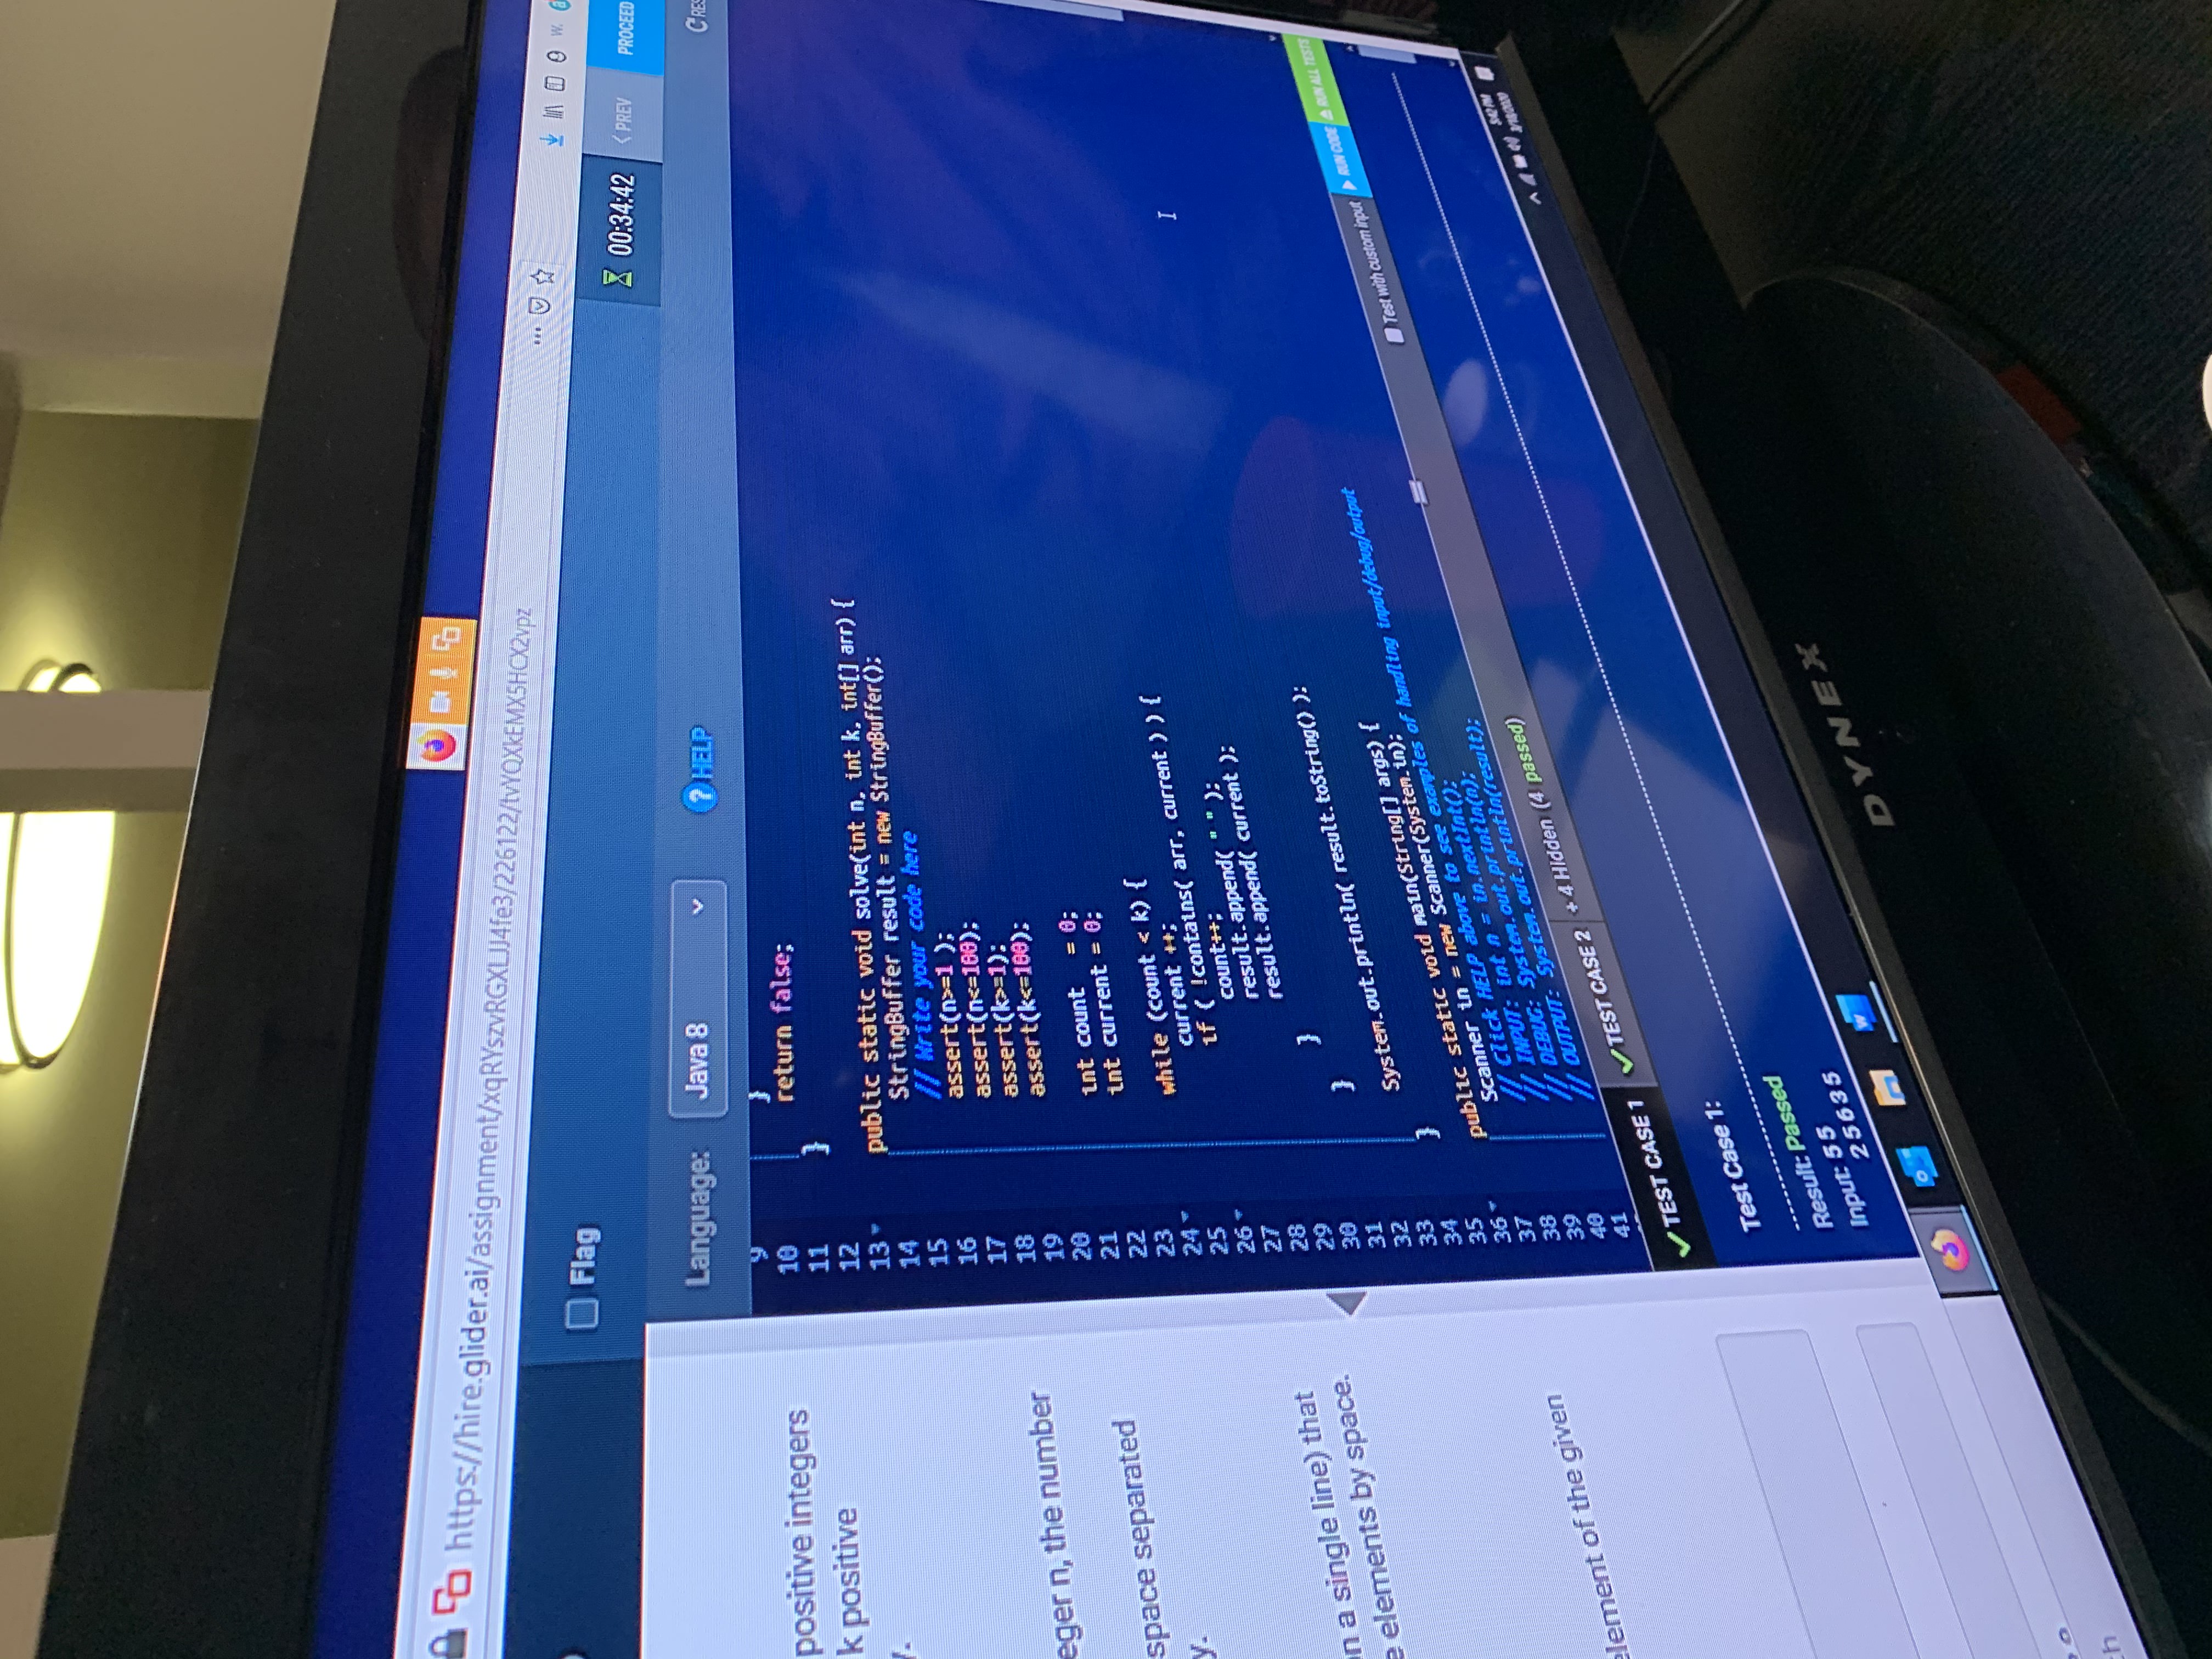 https://hire.glider.ai/assignment/xqRYszvRGXLJJ4fe3/226122/tvYQXkEMX5HCX2vpz
Flag
00:34:42
< PREV
PROCEED
Language:
Java 8
? HELP
RES
positive integers
k positive
y.
eger n, the number
space separated
y.
on a single line) that
e elements by space.
element of the given
9 }
10 return false;
11 }
12
13 public static void solve(int n, int k, int[] arr) {
14 StringBuffer result = new StringBuffer();
15 // Write your code here
16 assert(n>=1 );
17 assert(n<=100);
18 assert(k>=1);
19 assert(k<=100);
20
21 int count = 0;
22 int current = 0;
23
24 while (count < k) {
25 current ++;
26 if ( !contains( arr, current ) ) {
27 count++;
28 result.append( " " );
29 result.append( current );
30
31 }
32 }
33 System.out.println( result.toString() );
34
35 }
36 public static void main(String[] args) {
37 Scanner in = new Scanner(System.in);
38 // Click HELP above to see examples of handling input/debug/output
39 // INPUT: int n = in.nextInt();
40 // DEBUG: System.out.println(n);
41 // OUTPUT: System.out.println(result);
Test with custom input
RUN CODE
RUN ALL TESTS
TEST CASE 1
TEST CASE 2
+ 4 Hidden (4 passed)
Test Case 1:
Result: Passed
Input: 5 5
2 5 6 3 5
5:42 PM
3/18/2020
DYNEX